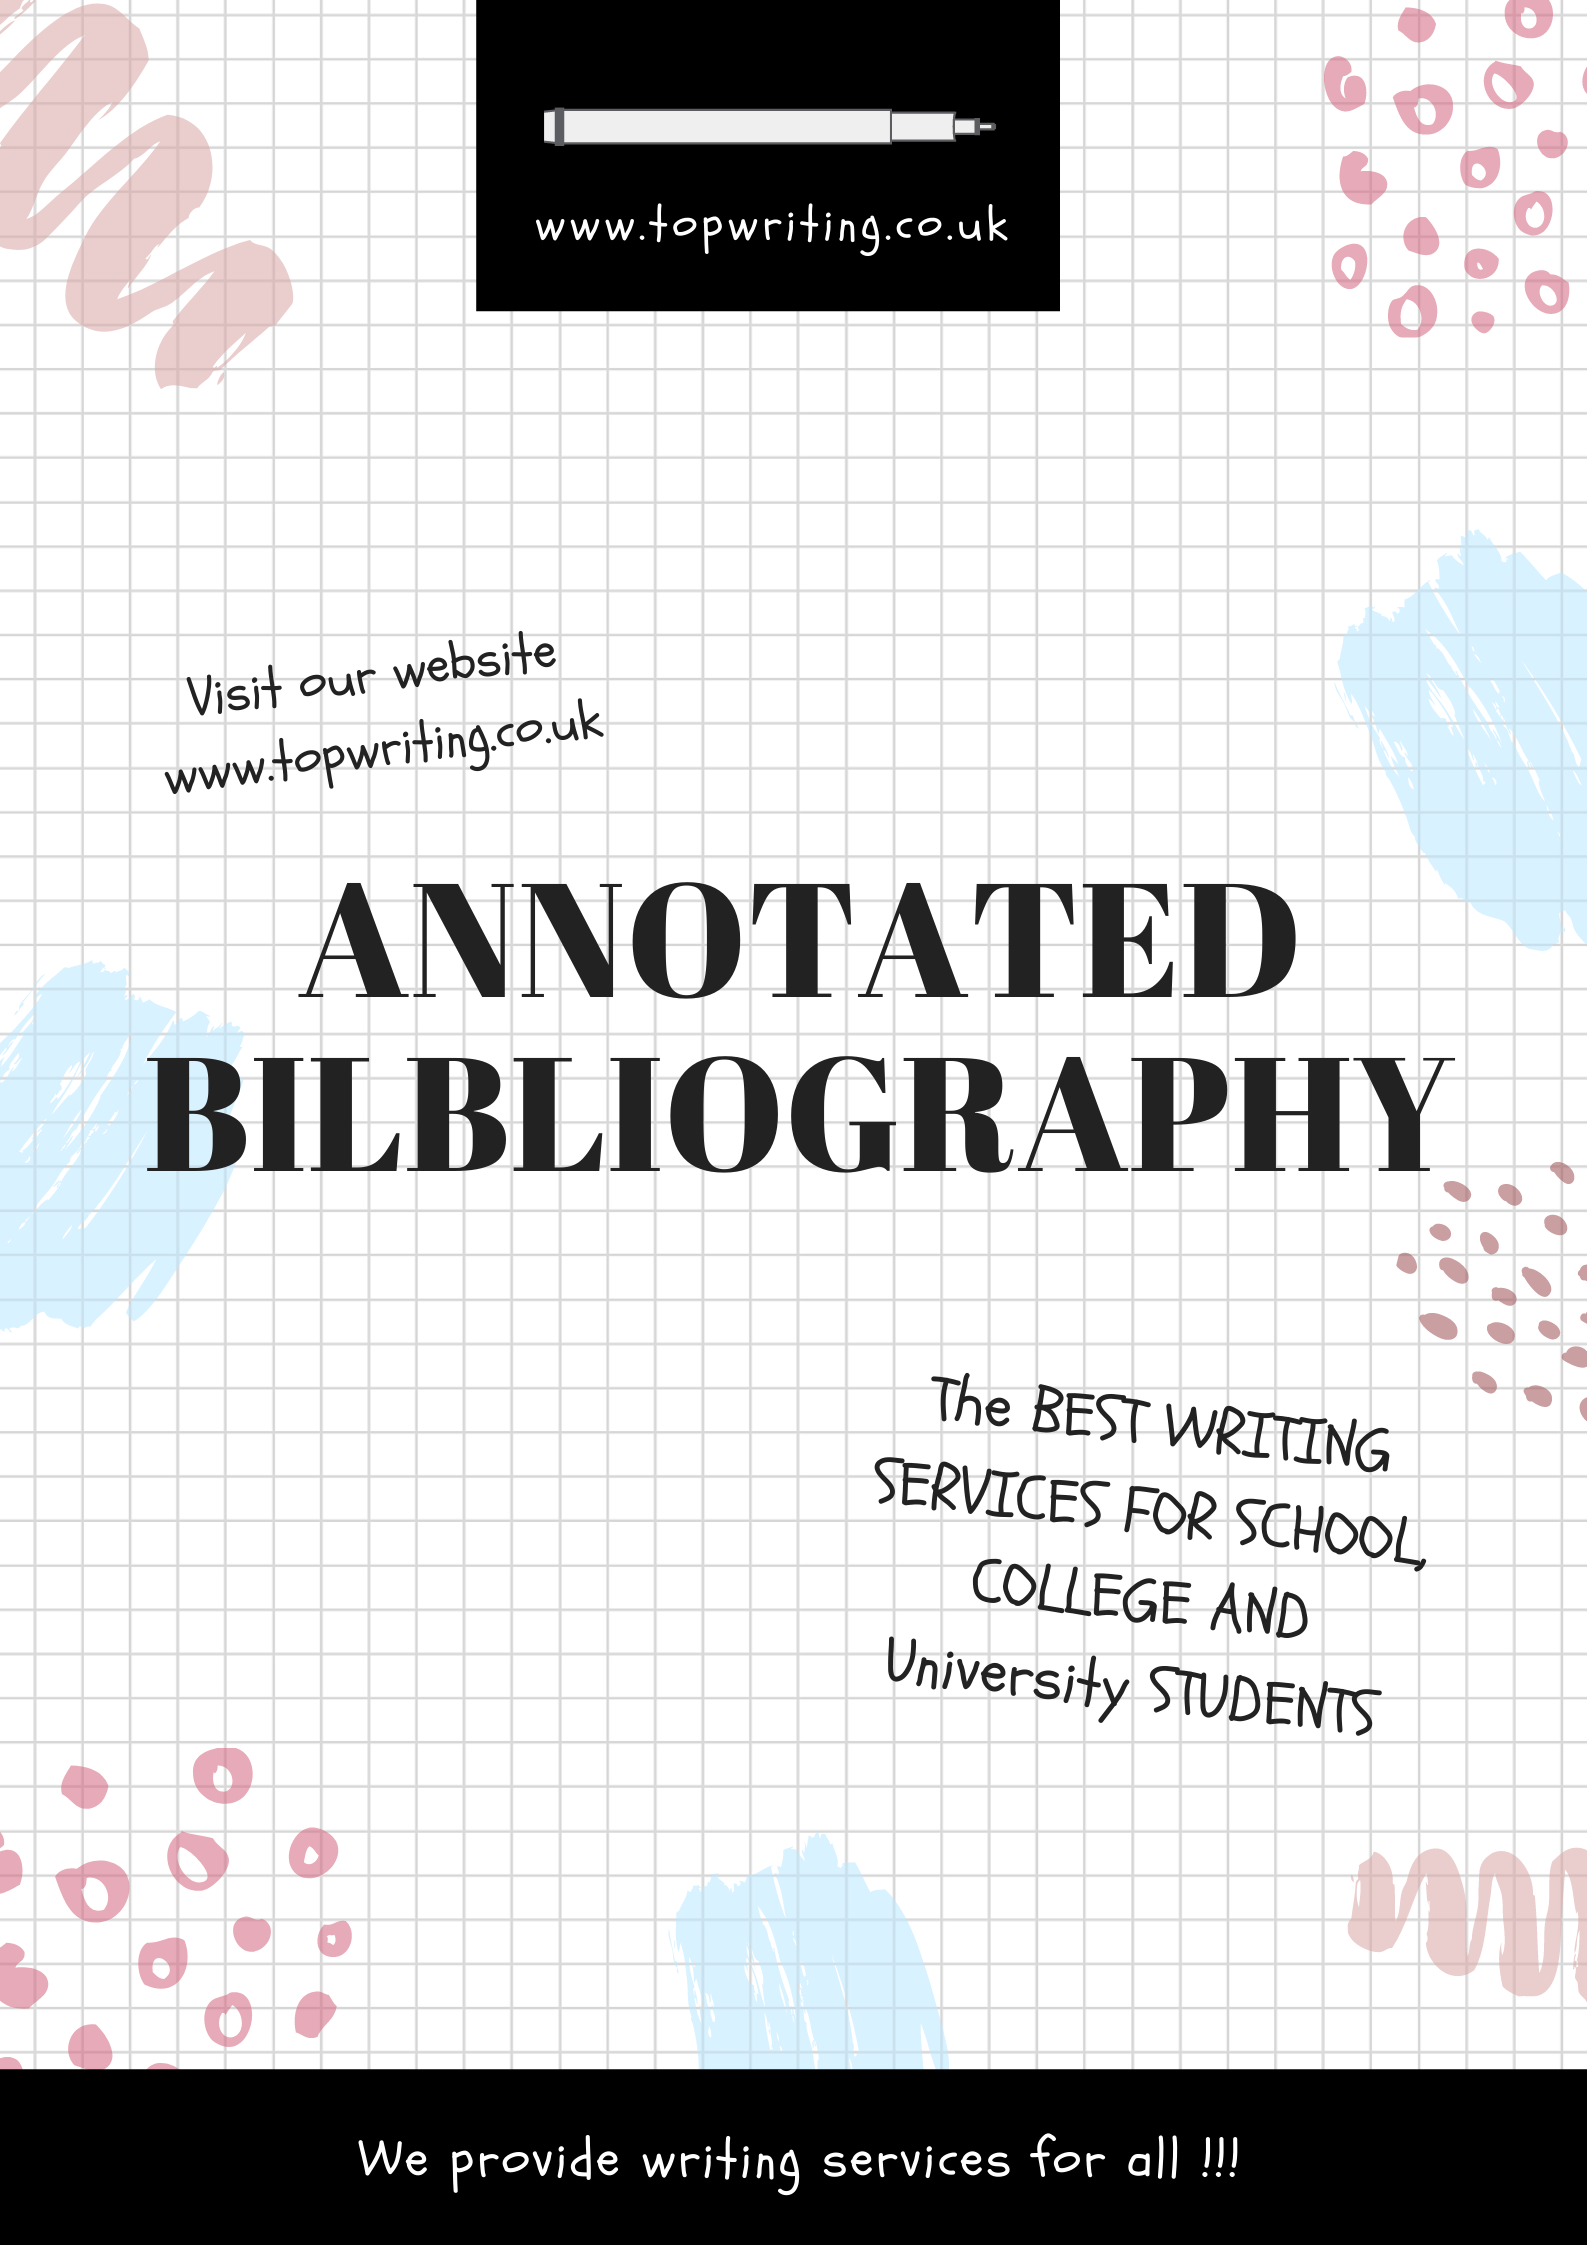 www.topwriting.co.uk
Visit our website
www.topwriting.co.uk
ANNOTATED
BILBLIOGRAPHY
The BEST WRITING
SERVICES FOR SCHOOL,
COLLEGE AND
University STUDENTS
We provide writing services for all !!!